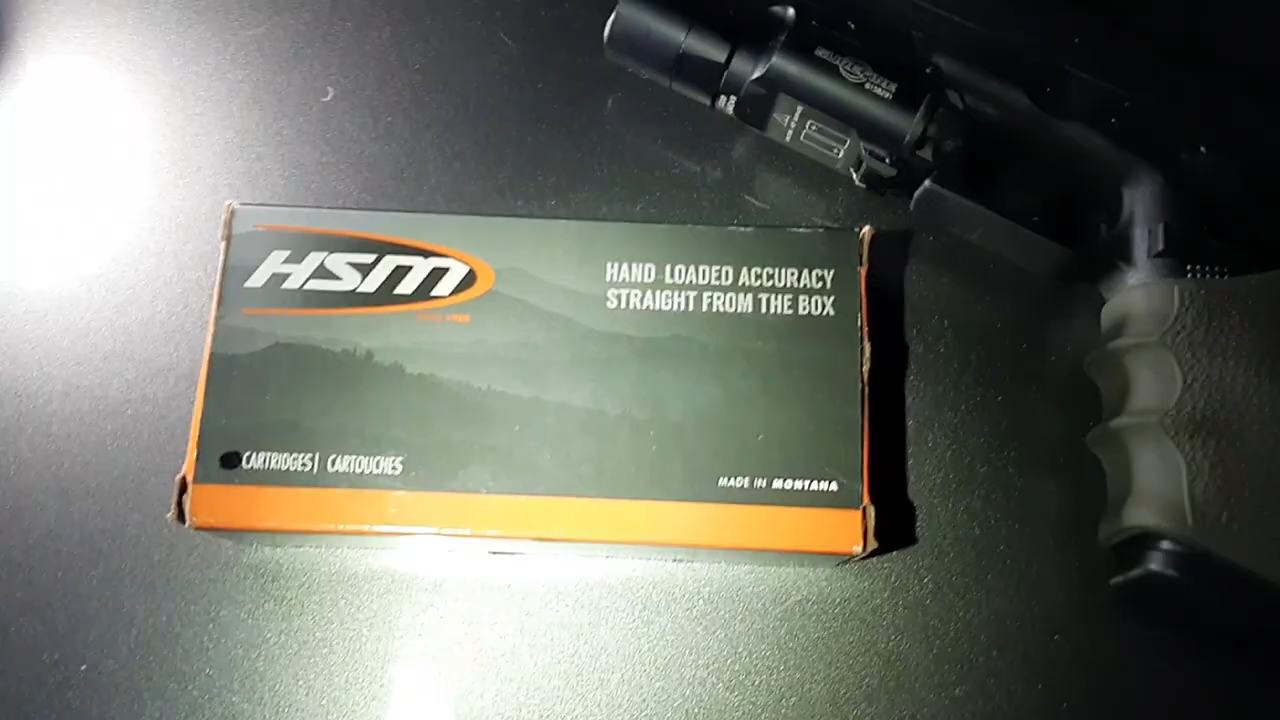 HSM
HAND LOADED ACCURACY
STRAIGHT FROM THE BOX
CARTRIDGES | CARTOUCHES
MADE IN MONTANA